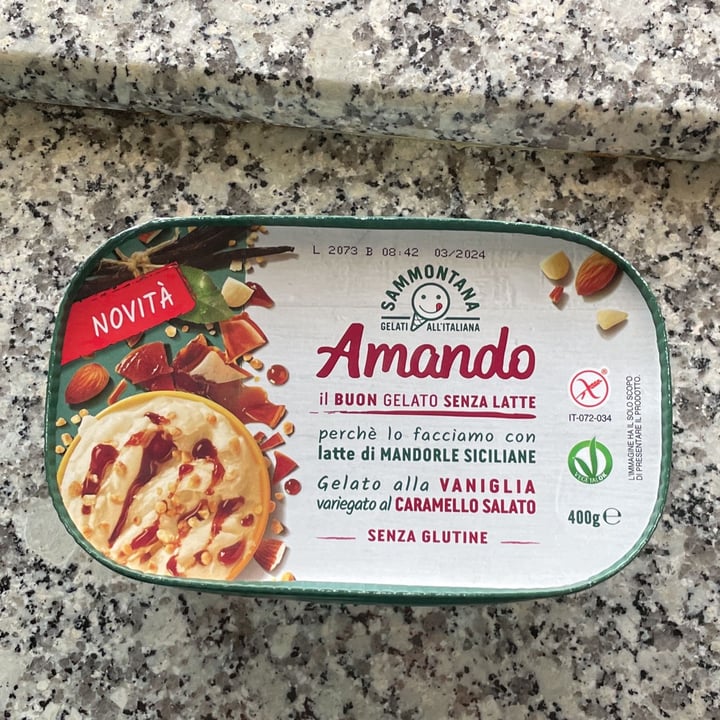 L 2073 B 08:42 03/2024
NOVITÀ
SAMMONTANA
GELATI ALL'ITALIANA
Amando
il BUON GELATO SENZA LATTE
perchè lo facciamo con
latte di MANDORLE SICILIANE
Gelato alla VANIGLIA
variegato al CARAMELLO SALATO
SENZA GLUTINE
IT-072-034
VEGETALOK
400g e
L'IMMAGINE HA IL SOLO SCOPO
DI PRESENTARE IL PRODOTTO.